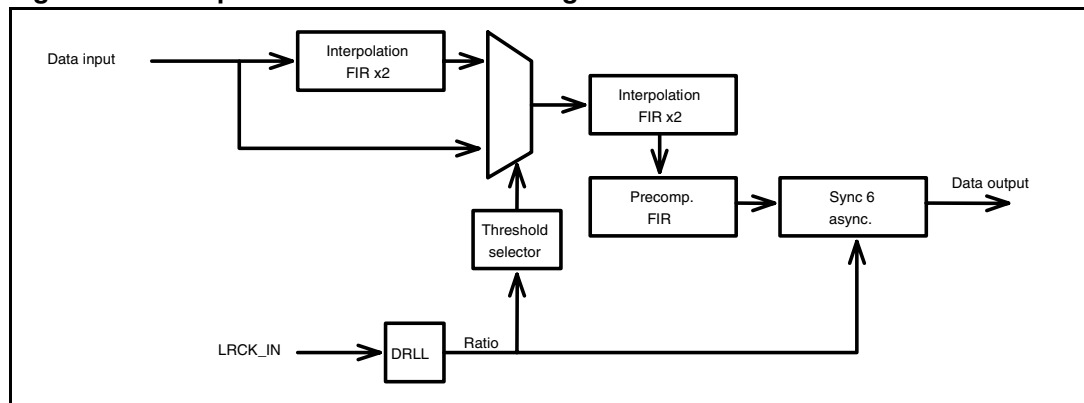 Data input
Interpolation
FIR x2
Interpolation
FIR x2
Precomp.
FIR
Sync 6
async.
Data output
Threshold
selector
LRCK_IN
DRLL
Ratio